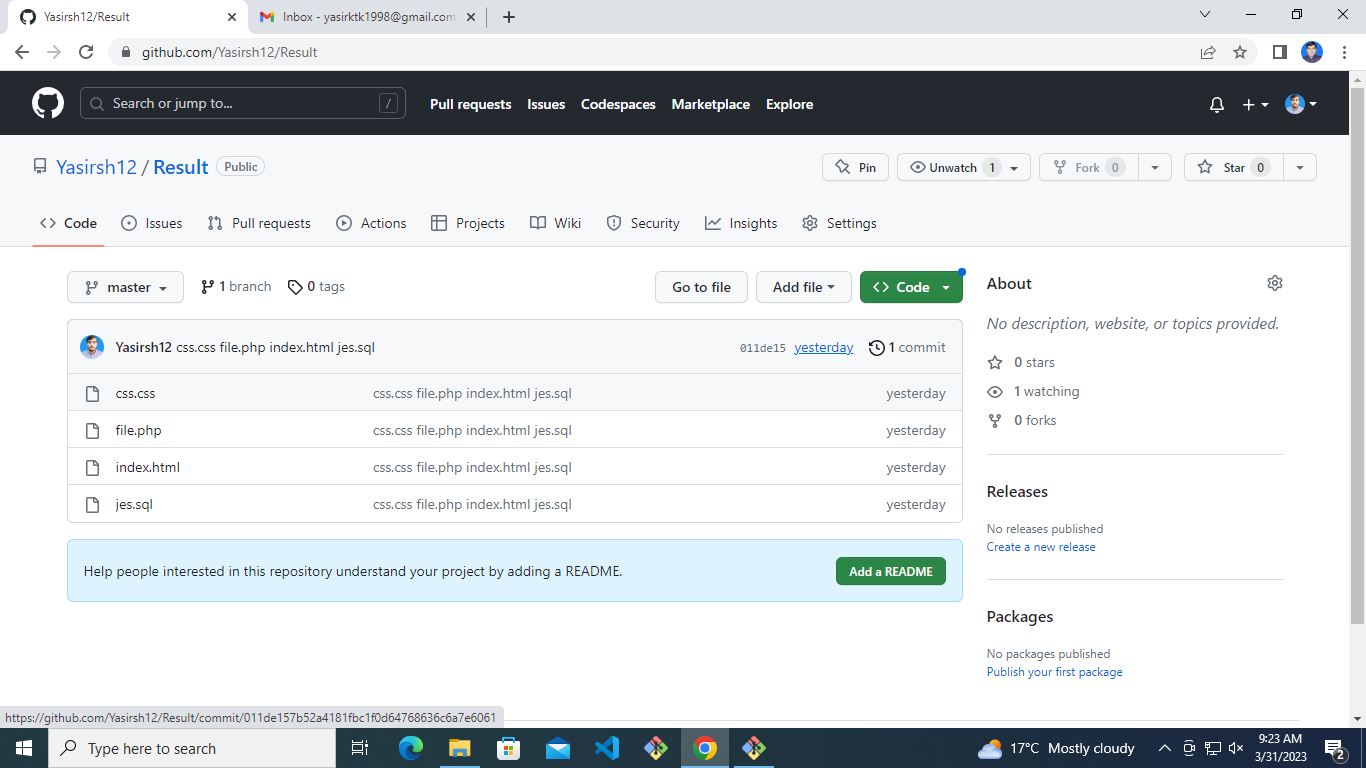 Yasirsh12/Result
Inbox - yasirktk1998@gmail.com
github.com/Yasirsh12/Result
Search or jump to... /
Pull requests Issues Codespaces Marketplace Explore
Yasirsh12 / Result Public
Pin Unwatch 1 Fork 0 Star 0
Code Issues Pull requests Actions Projects Wiki Security Insights Settings
master 1 branch 0 tags Go to file Add file Code
Yasirsh12 css.css file.php index.html jes.sql 011de15 yesterday 1 commit
css.css css.css file.php index.html jes.sql yesterday
file.php css.css file.php index.html jes.sql yesterday
index.html css.css file.php index.html jes.sql yesterday
jes.sql css.css file.php index.html jes.sql yesterday
Help people interested in this repository understand your project by adding a README. Add a README
About
No description, website, or topics provided.
0 stars
1 watching
0 forks
Releases
No releases published
Create a new release
Packages
No packages published
Publish your first package
https://github.com/Yasirsh12/Result/commit/011de157b52a4181fbc1f0d64768636c6a7e6061
Type here to search
17°C Mostly cloudy
9:23 AM
3/31/2023
2